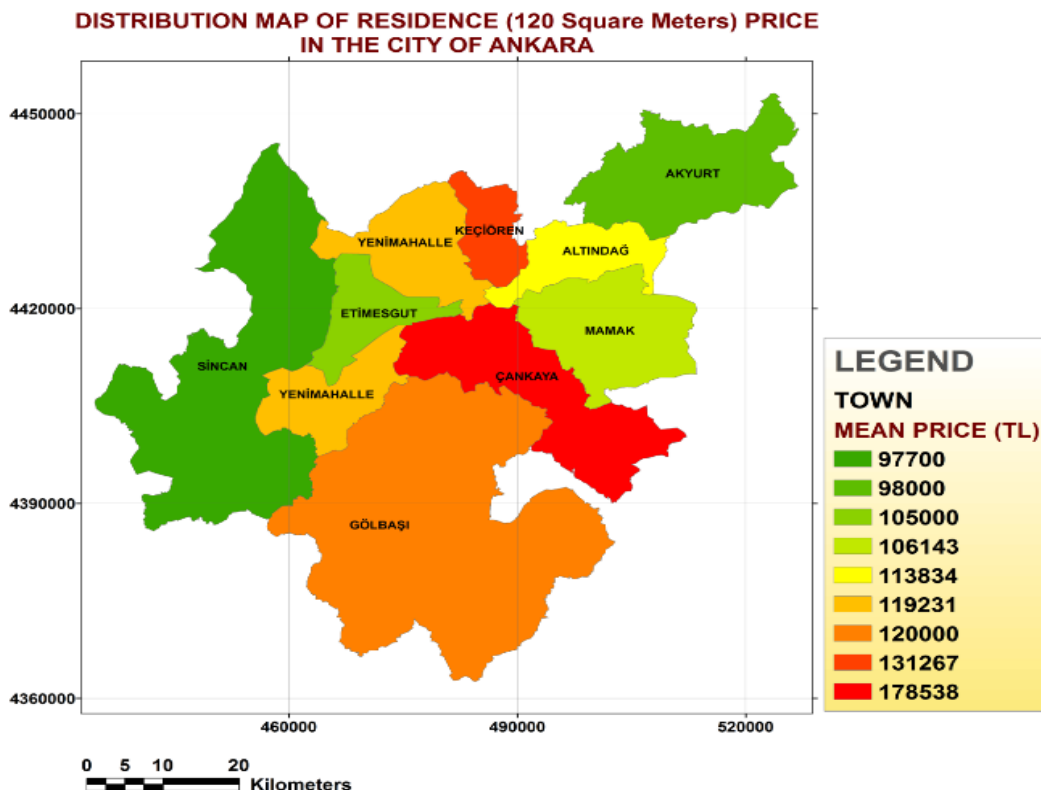 DISTRIBUTION MAP OF RESIDENCE (120 Square Meters) PRICE
IN THE CITY OF ANKARA
4450000
4420000
4390000
4360000
AKYURT
KEÇİÖREN
YENİMAHALLE
ALTINDAĞ
ETİMESGUT
MAMAK
SİNCAN
ÇANKAYA
YENİMAHALLE
GÖLBAŞI
460000
490000
520000
0 5 10 20
Kilometers
LEGEND
TOWN
MEAN PRICE (TL)
97700
98000
105000
106143
113834
119231
120000
131267
178538